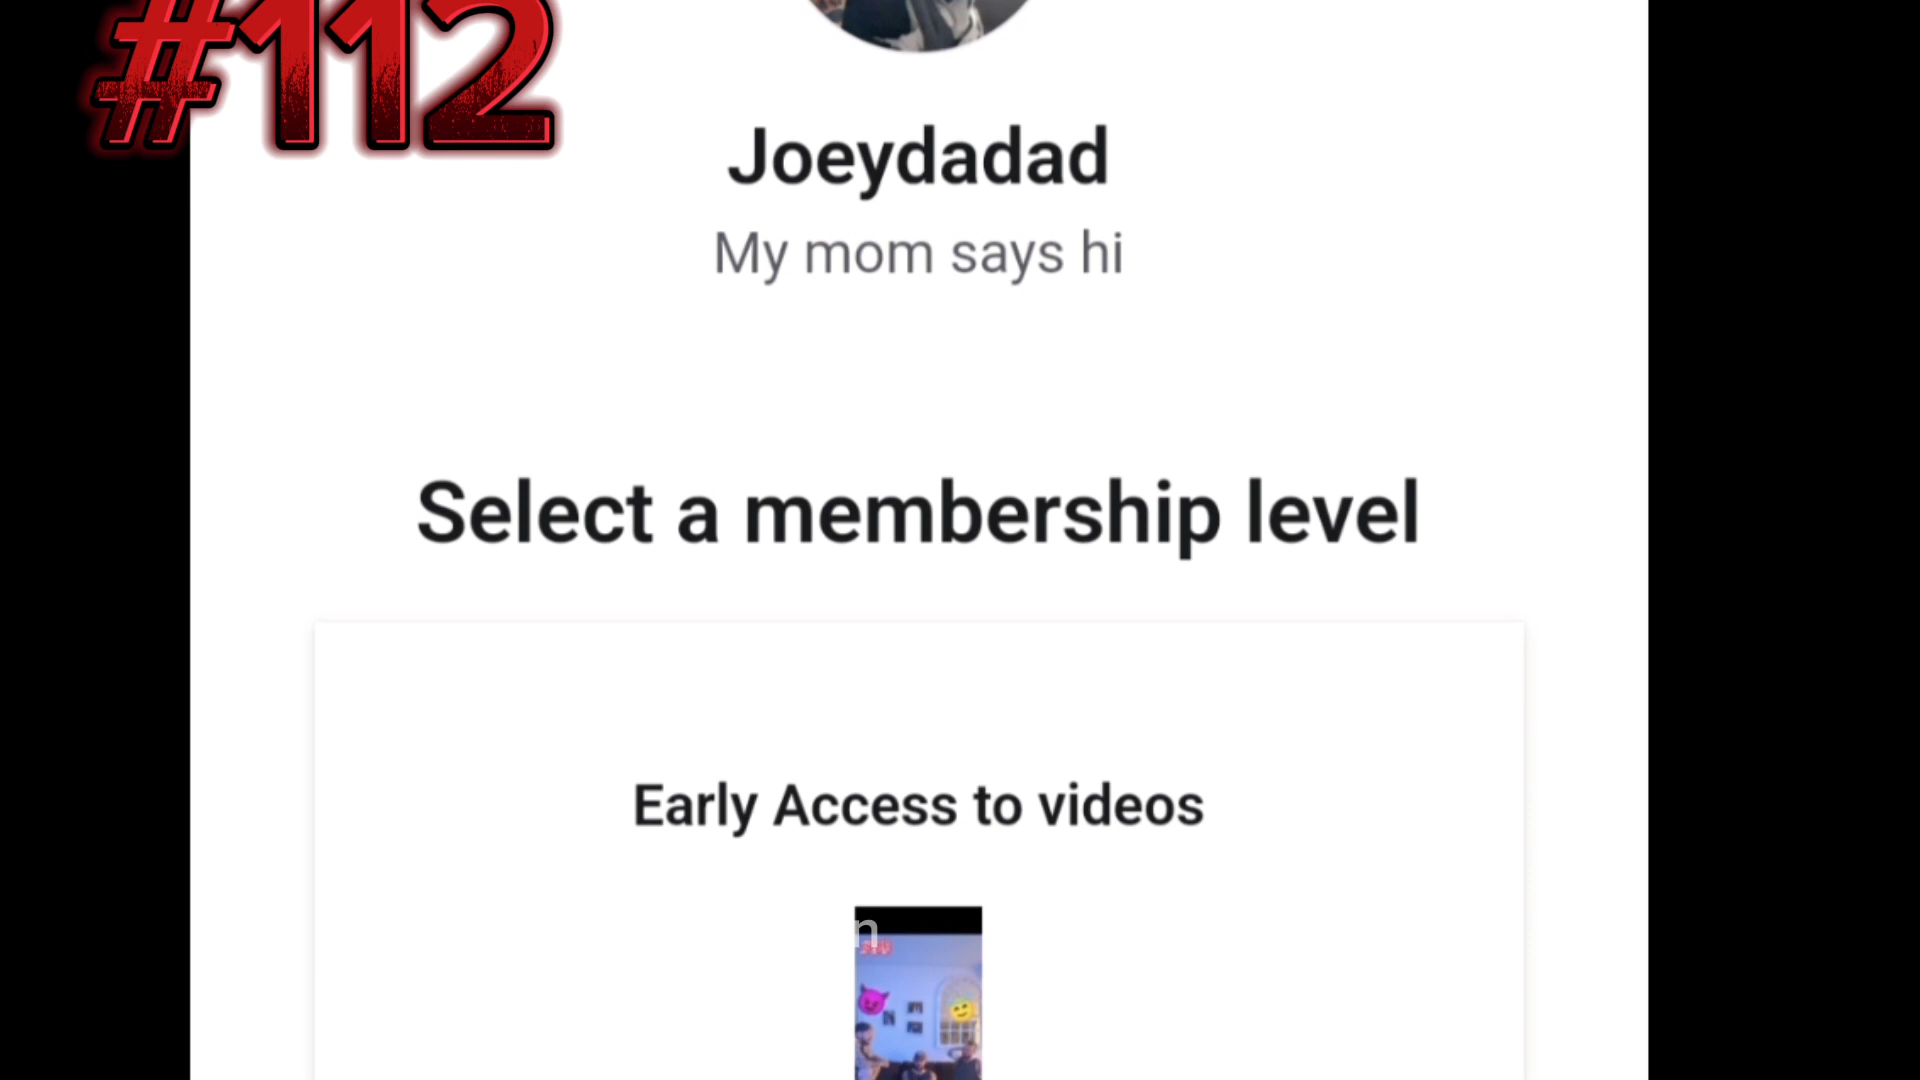 #112
Joeydadad
My mom says hi
Select a membership level
Early Access to videos
n